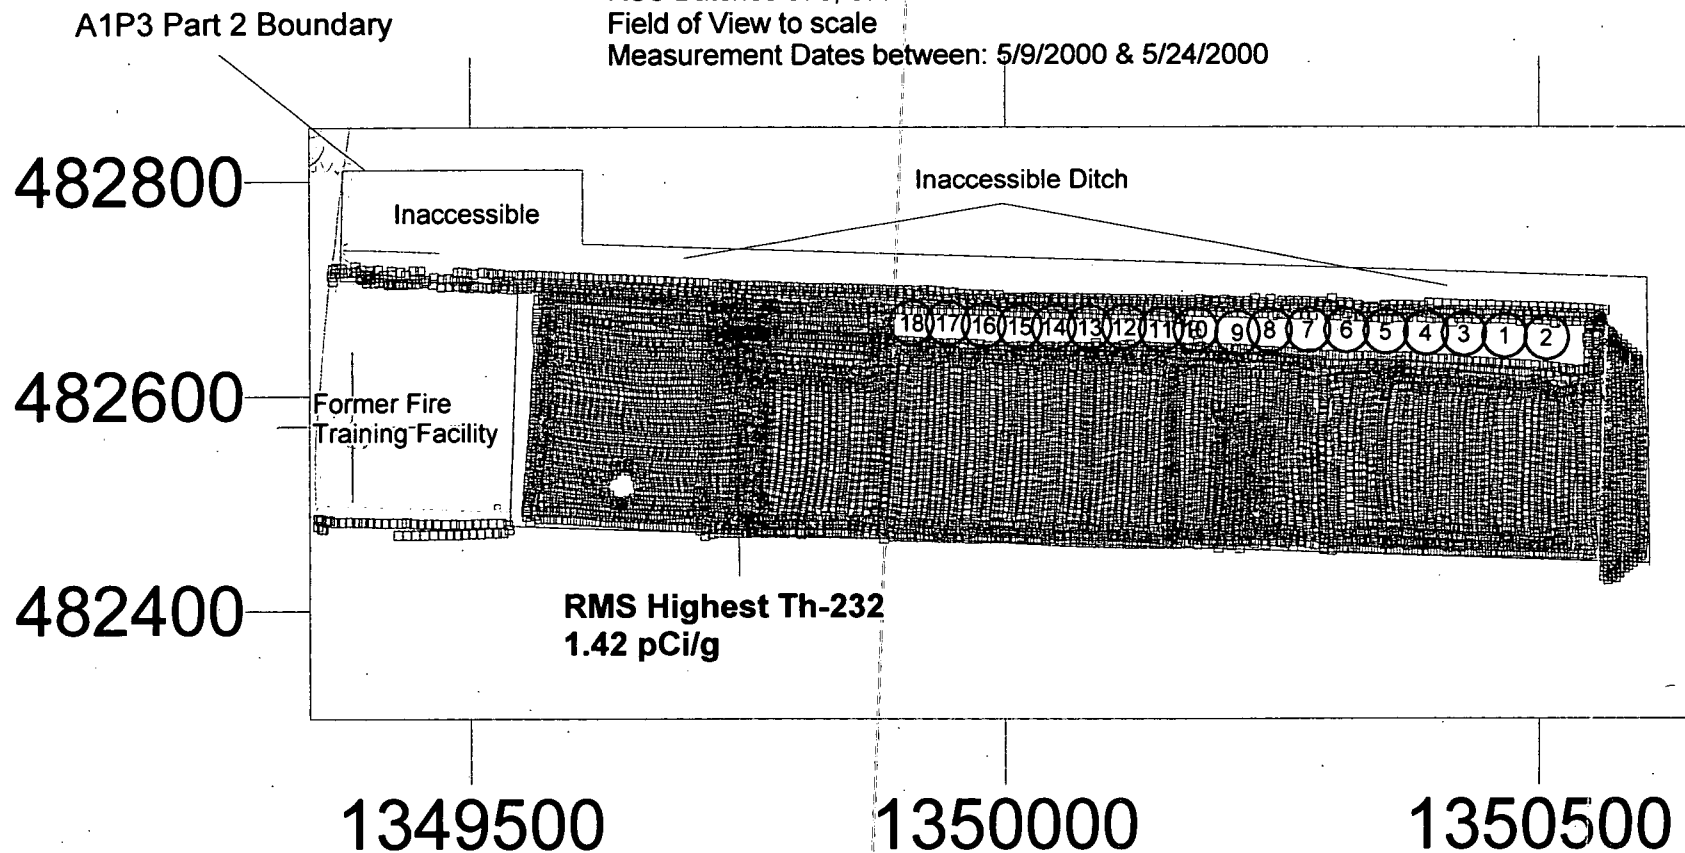 A1P3 Part 2 Boundary
Field of View to scale
Measurement Dates between: 5/9/2000 & 5/24/2000
482800
Inaccessible
Inaccessible Ditch
18 17 16 15 14 13 12 11 10 9 8 7 6 5 4 3 1 2
482600
Former Fire
Training Facility
482400
RMS Highest Th-232
1.42 pCi/g
1349500
1350000
1350500